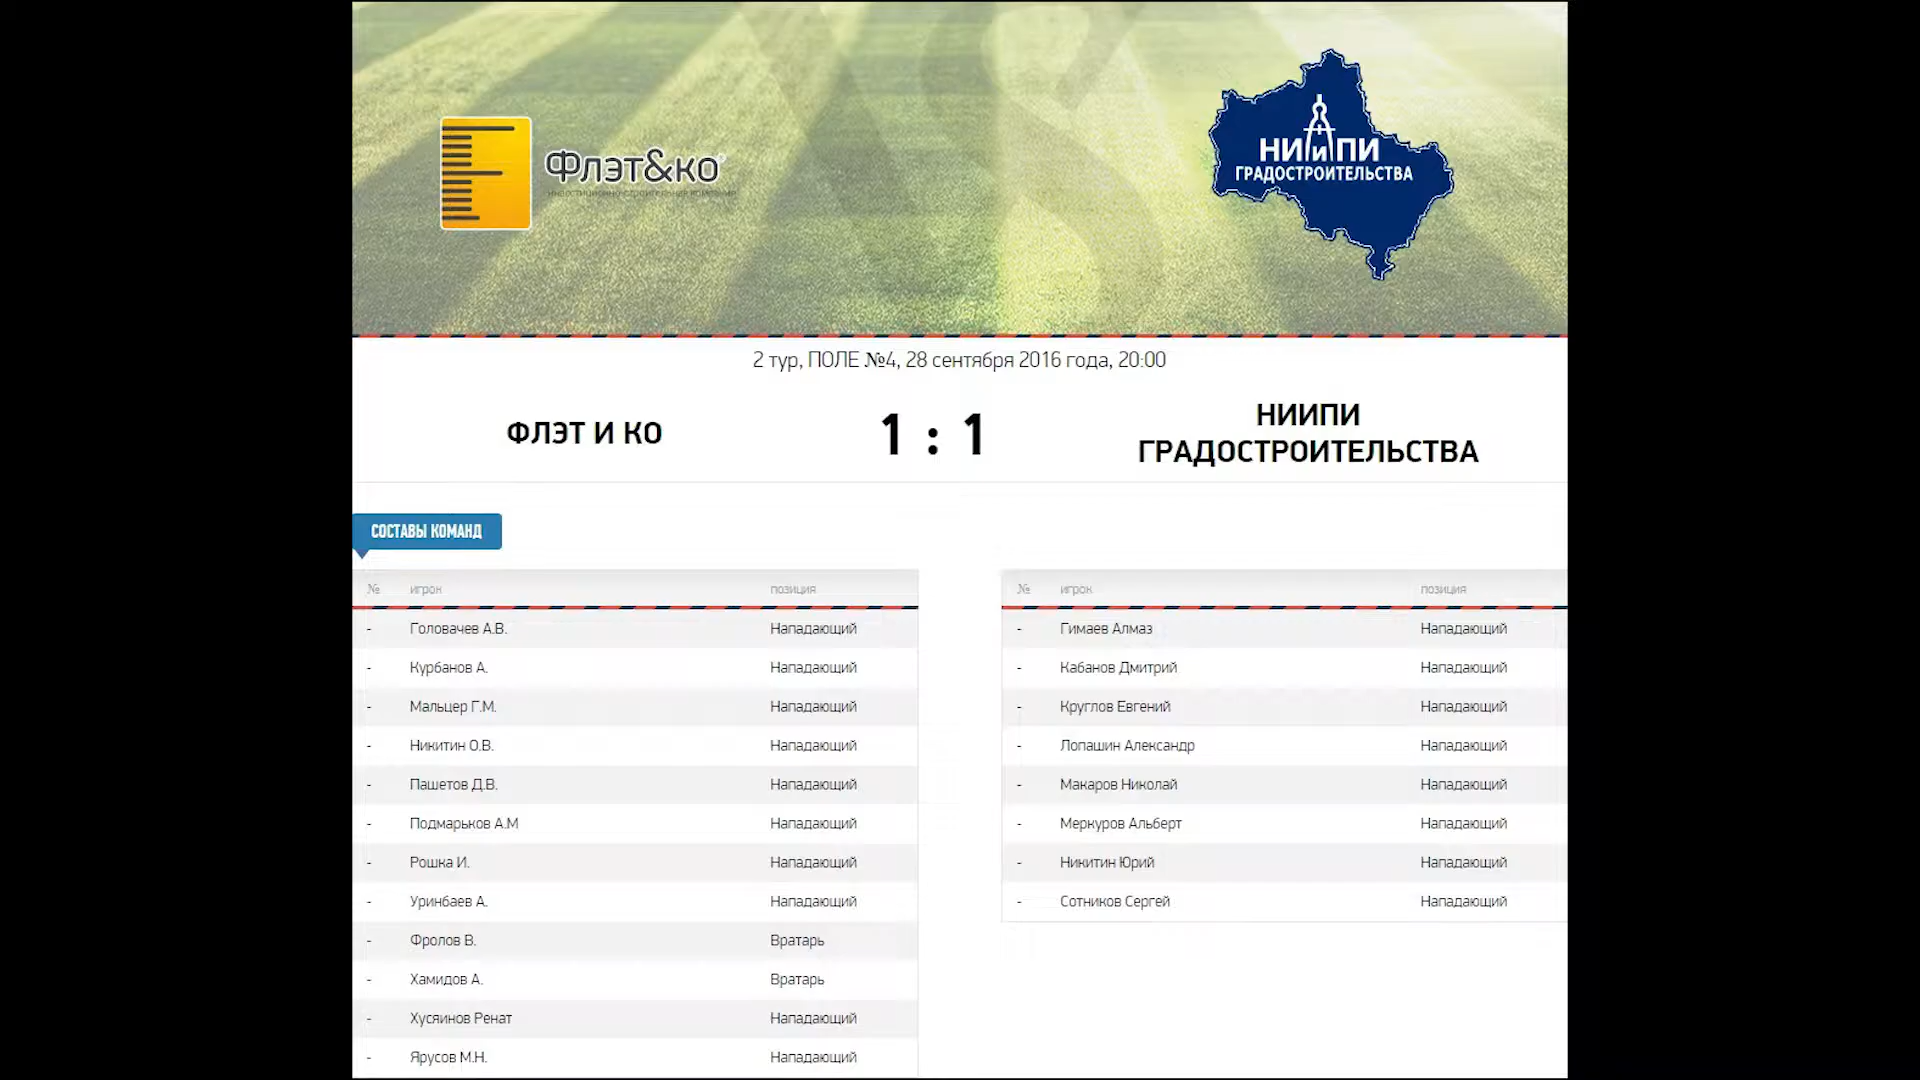 Флэт&ко
инвестиционно-строительная компания
НИиПИ
ГРАДОСТРОИТЕЛЬСТВА
2 тур, ПОЛЕ №4, 28 сентября 2016 года, 20:00
ФЛЭТ И КО
1 : 1
НИИПИ
ГРАДОСТРОИТЕЛЬСТВА
СОСТАВЫ КОМАНД
№ игрок позиция
- Головачев А.В. Нападающий
- Курбанов А. Нападающий
- Мальцер Г.М. Нападающий
- Никитин О.В. Нападающий
- Пашетов Д.В. Нападающий
- Подмарьков А.М Нападающий
- Рошка И. Нападающий
- Уринбаев А. Нападающий
- Фролов В. Вратарь
- Хамидов А. Вратарь
- Хусяинов Ренат Нападающий
- Ярусов М.Н. Нападающий
№ игрок позиция
- Гимаев Алмаз Нападающий
- Кабанов Дмитрий Нападающий
- Круглов Евгений Нападающий
- Лопашин Александр Нападающий
- Макаров Николай Нападающий
- Меркуров Альберт Нападающий
- Никитин Юрий Нападающий
- Сотников Сергей Нападающий